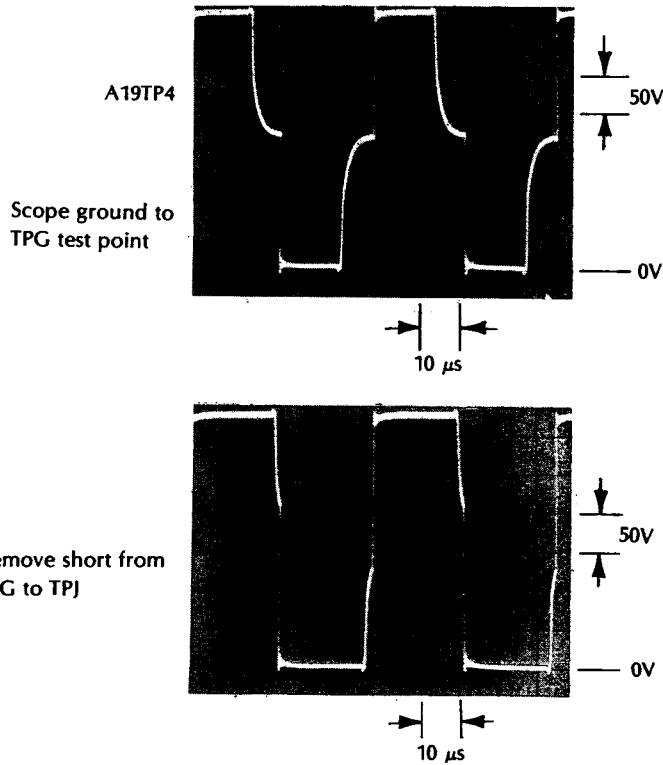 A19TP4
50V
Scope ground to
TPG test point
0V
10 μs
emove short from
G to TPJ
50V
0V
10 μs